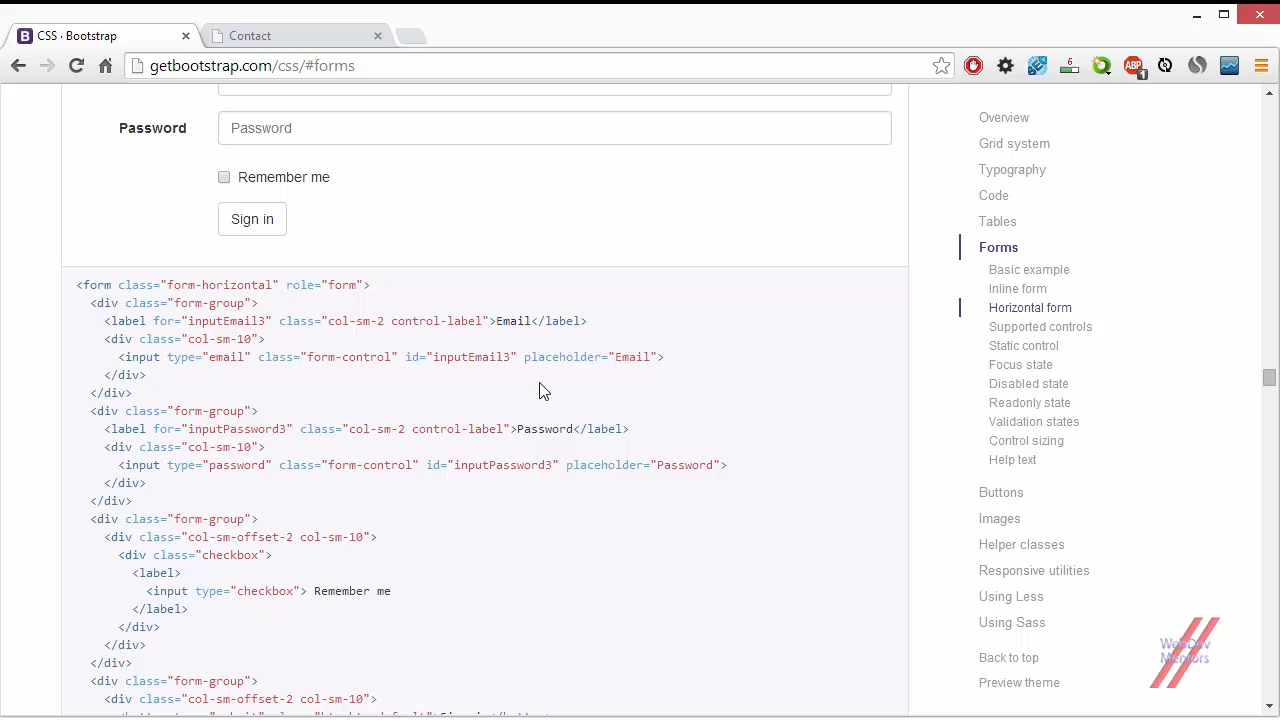 CSS · Bootstrap
Contact
getbootstrap.com/css/#forms
6
ABP
1
Password
Password
Remember me
Sign in
<form class="form-horizontal" role="form">
<div class="form-group">
<label for="inputEmail3" class="col-sm-2 control-label">Email</label>
<div class="col-sm-10">
<input type="email" class="form-control" id="inputEmail3" placeholder="Email">
</div>
</div>
<div class="form-group">
<label for="inputPassword3" class="col-sm-2 control-label">Password</label>
<div class="col-sm-10">
<input type="password" class="form-control" id="inputPassword3" placeholder="Password">
</div>
</div>
<div class="form-group">
<div class="col-sm-offset-2 col-sm-10">
<div class="checkbox">
<label>
<input type="checkbox"> Remember me
</label>
</div>
</div>
</div>
<div class="form-group">
<div class="col-sm-offset-2 col-sm-10">
Overview
Grid system
Typography
Code
Tables
Forms
Basic example
Inline form
Horizontal form
Supported controls
Static control
Focus state
Disabled state
Readonly state
Validation states
Control sizing
Help text
Buttons
Images
Helper classes
Responsive utilities
Using Less
Using Sass
Back to top
Preview theme
WebDev
Mentors